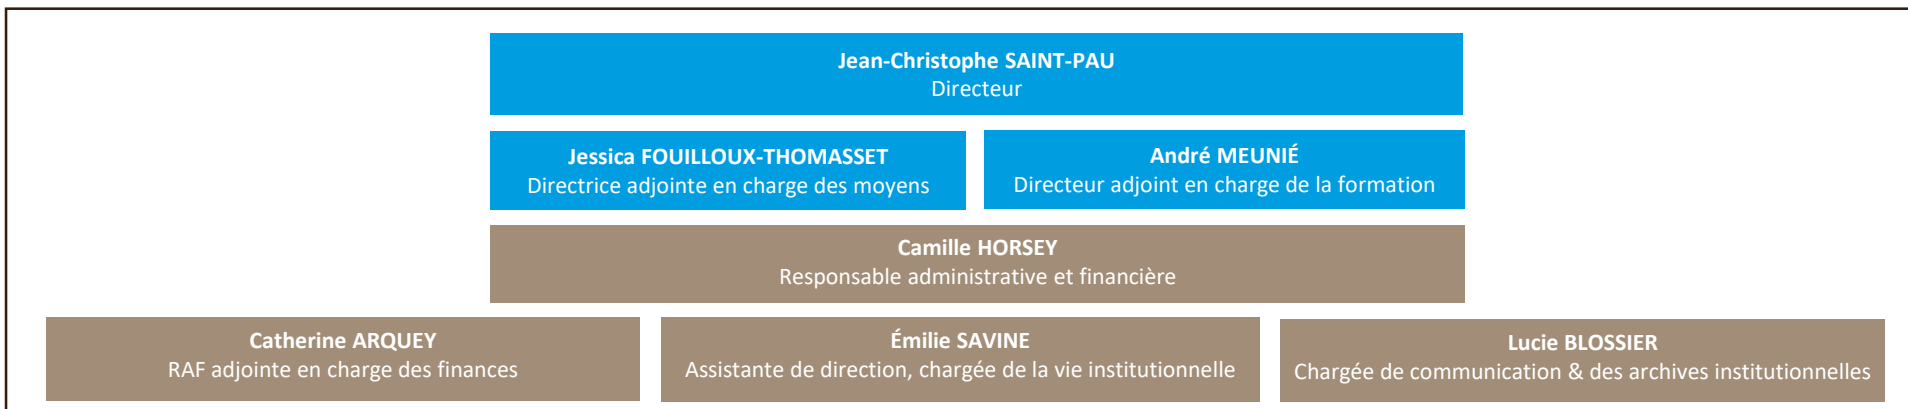 Jean-Christophe SAINT-PAU
Directeur
Jessica FOUILLOUX-THOMASSET
Directrice adjointe en charge des moyens
André MEUNIÉ
Directeur adjoint en charge de la formation
Camille HORSEY
Responsable administrative et financière
Catherine ARQUEY
RAF adjointe en charge des finances
Émilie SAVINE
Assistante de direction, chargée de la vie institutionnelle
Lucie BLOSSIER
Chargée de communication & des archives institutionnelles